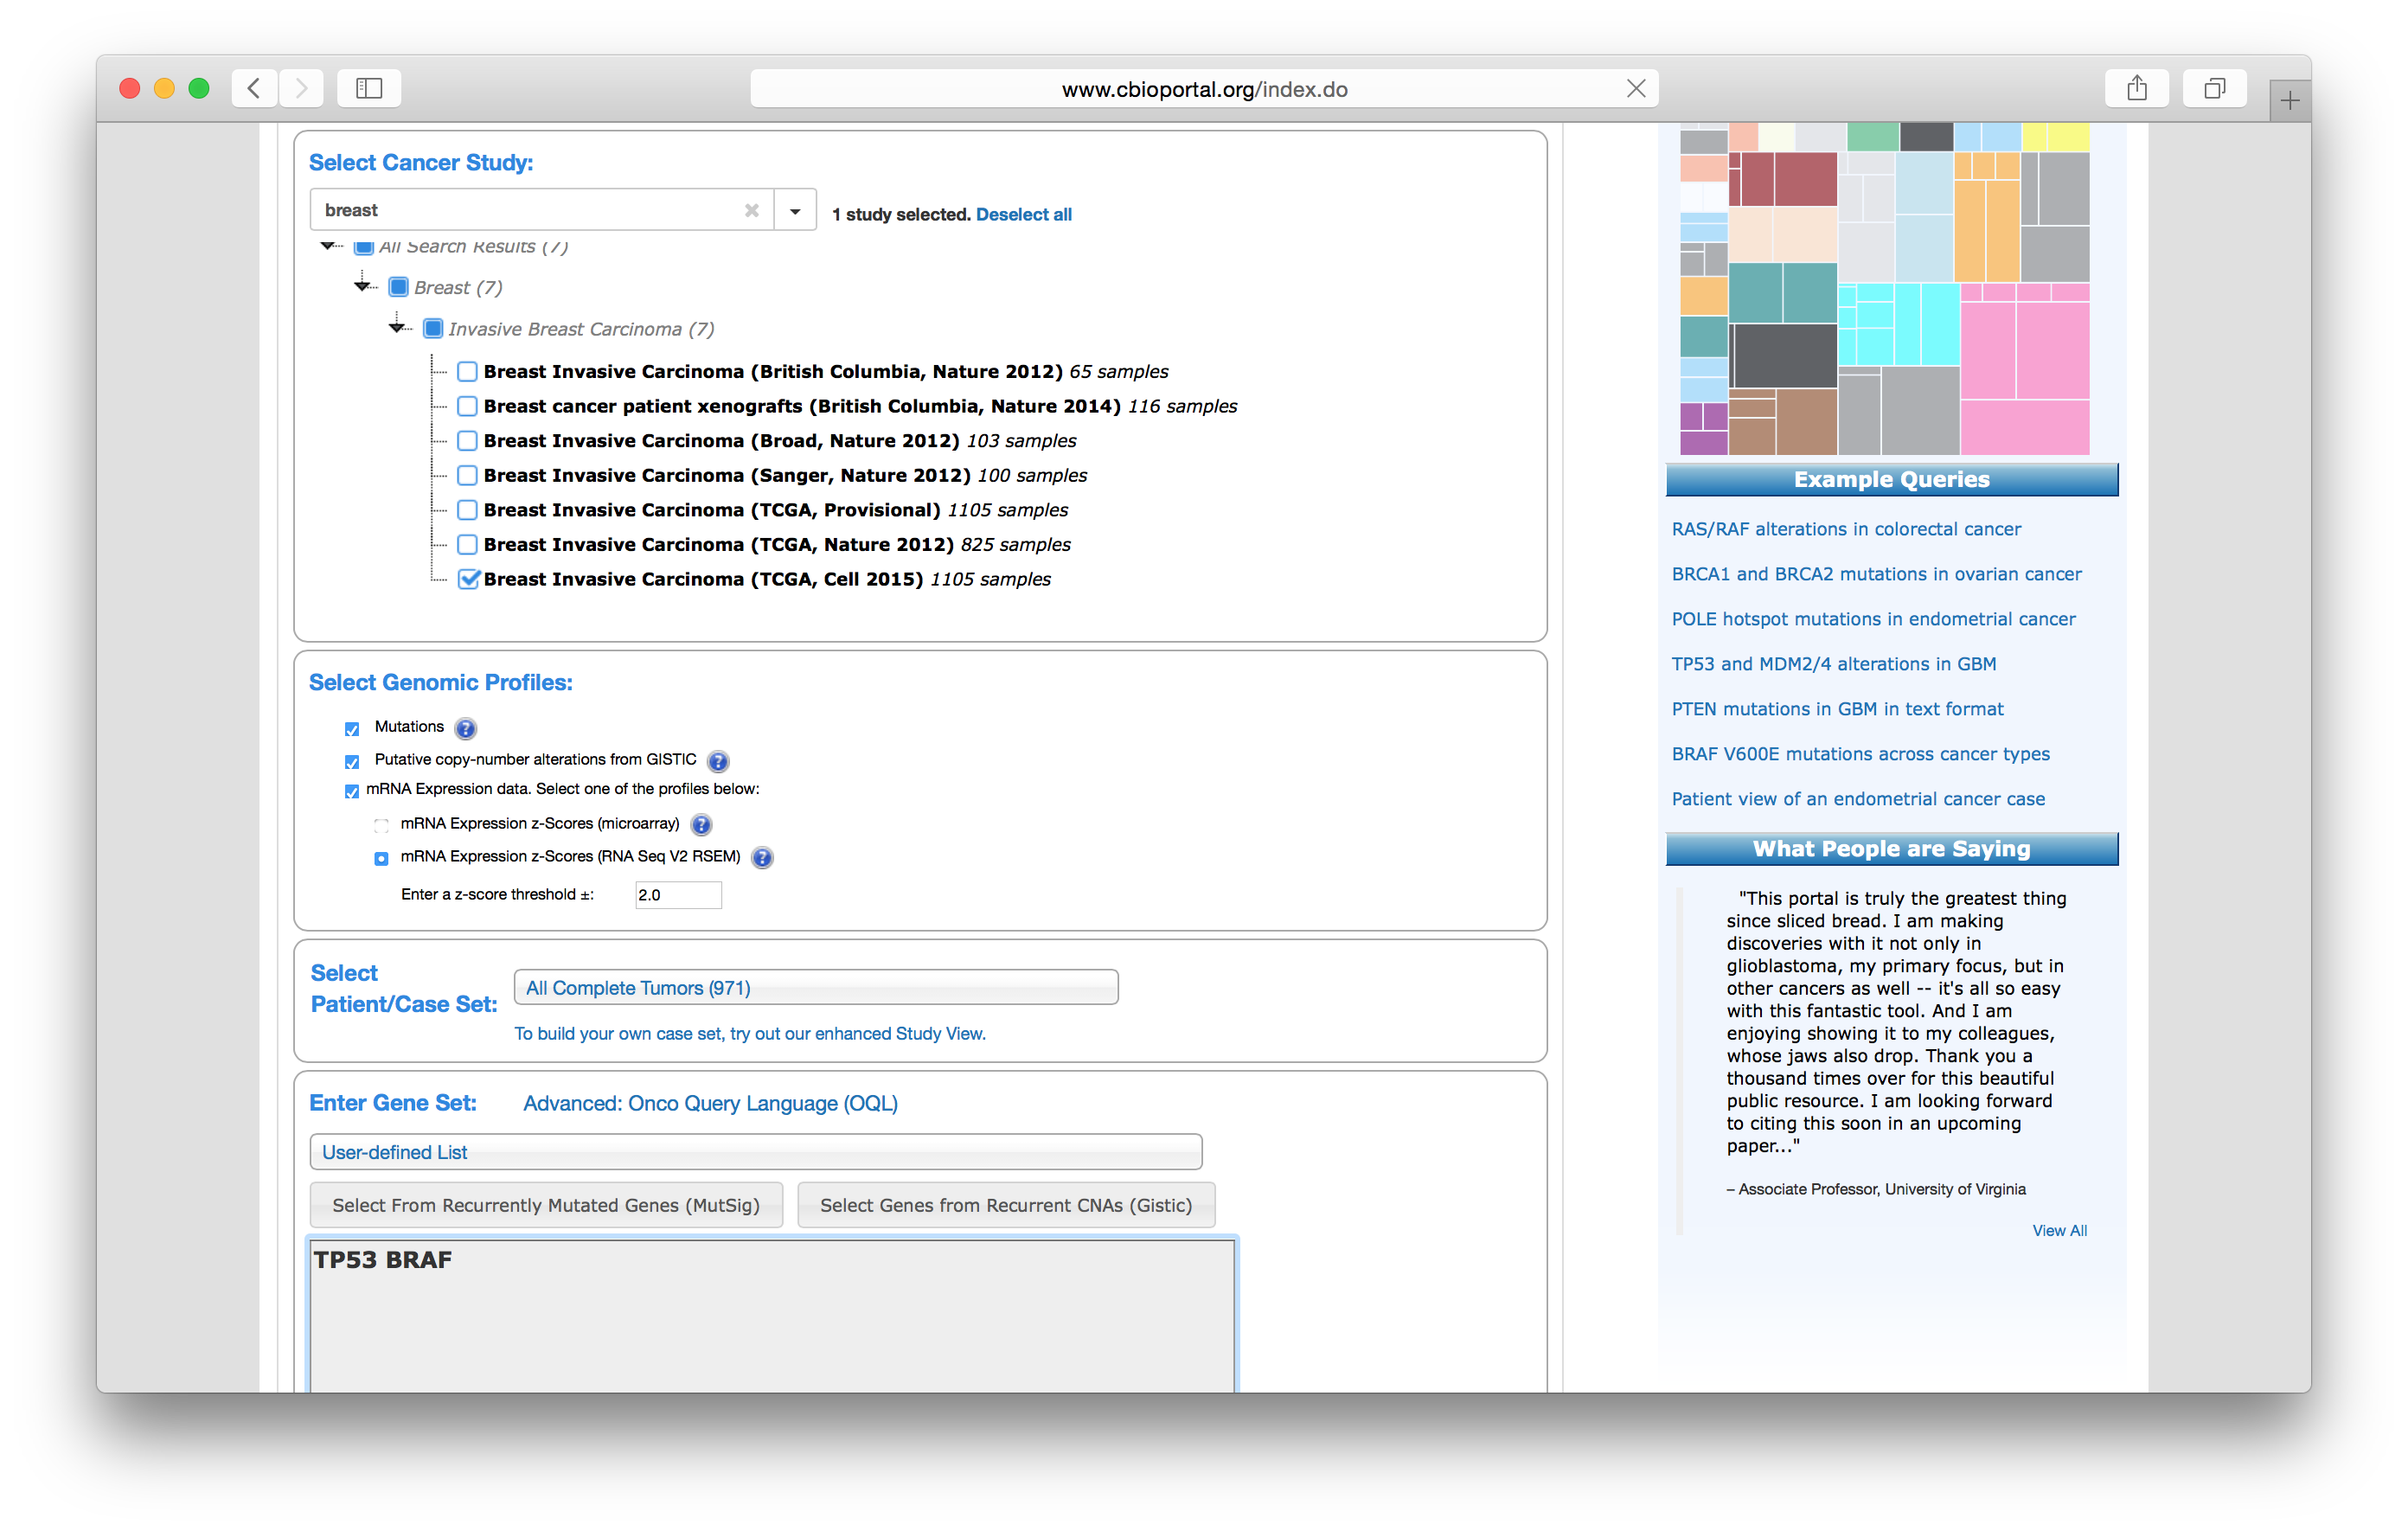 www.cbioportal.org/index.do
Select Cancer Study:
breast
1 study selected. Deselect all
All Search Results (7)
Breast (7)
Invasive Breast Carcinoma (7)
Breast Invasive Carcinoma (British Columbia, Nature 2012) 65 samples
Breast cancer patient xenografts (British Columbia, Nature 2014) 116 samples
Breast Invasive Carcinoma (Broad, Nature 2012) 103 samples
Breast Invasive Carcinoma (Sanger, Nature 2012) 100 samples
Breast Invasive Carcinoma (TCGA, Provisional) 1105 samples
Breast Invasive Carcinoma (TCGA, Nature 2012) 825 samples
Breast Invasive Carcinoma (TCGA, Cell 2015) 1105 samples
Select Genomic Profiles:
Mutations ?
Putative copy-number alterations from GISTIC ?
mRNA Expression data. Select one of the profiles below:
mRNA Expression z-Scores (microarray) ?
mRNA Expression z-Scores (RNA Seq V2 RSEM) ?
Enter a z-score threshold ±: 2.0
Select
Patient/Case Set:
All Complete Tumors (971)
To build your own case set, try out our enhanced Study View.
Enter Gene Set: Advanced: Onco Query Language (OQL)
User-defined List
Select From Recurrently Mutated Genes (MutSig)
Select Genes from Recurrent CNAs (Gistic)
TP53 BRAF
Example Queries
RAS/RAF alterations in colorectal cancer
BRCA1 and BRCA2 mutations in ovarian cancer
POLE hotspot mutations in endometrial cancer
TP53 and MDM2/4 alterations in GBM
PTEN mutations in GBM in text format
BRAF V600E mutations across cancer types
Patient view of an endometrial cancer case
What People are Saying
"This portal is truly the greatest thing
since sliced bread. I am making
discoveries with it not only in
glioblastoma, my primary focus, but in
other cancers as well -- it's all so easy
with this fantastic tool. And I am
enjoying showing it to my colleagues,
whose jaws also drop. Thank you a
thousand times over for this beautiful
public resource. I am looking forward
to citing this soon in an upcoming
paper..."
– Associate Professor, University of Virginia
View All